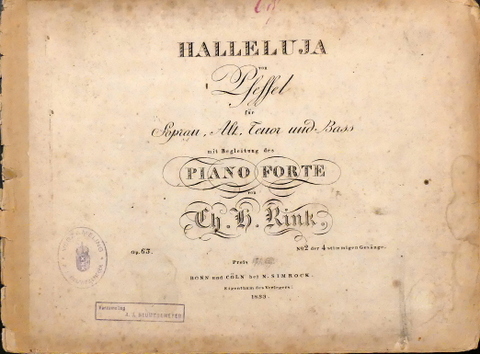 HALLELUJA
von
Pfeffel
für
Sopran, Alt, Tenor und Bass
mit Begleitung des
PIANO FORTE
von
Ch. H. Rink,
Op. 63.
No 2 der 4 stimmigen Gesänge.
Preis
BONN und CÖLN bei N. SIMROCK.
Eigenthum des Verlegers.
Verzameling